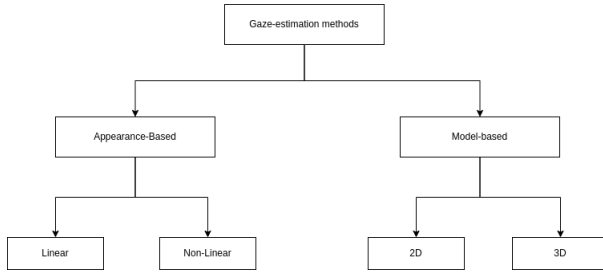 Gaze-estimation methods
Appearance-Based
Model-based
Linear
Non-Linear
2D
3D